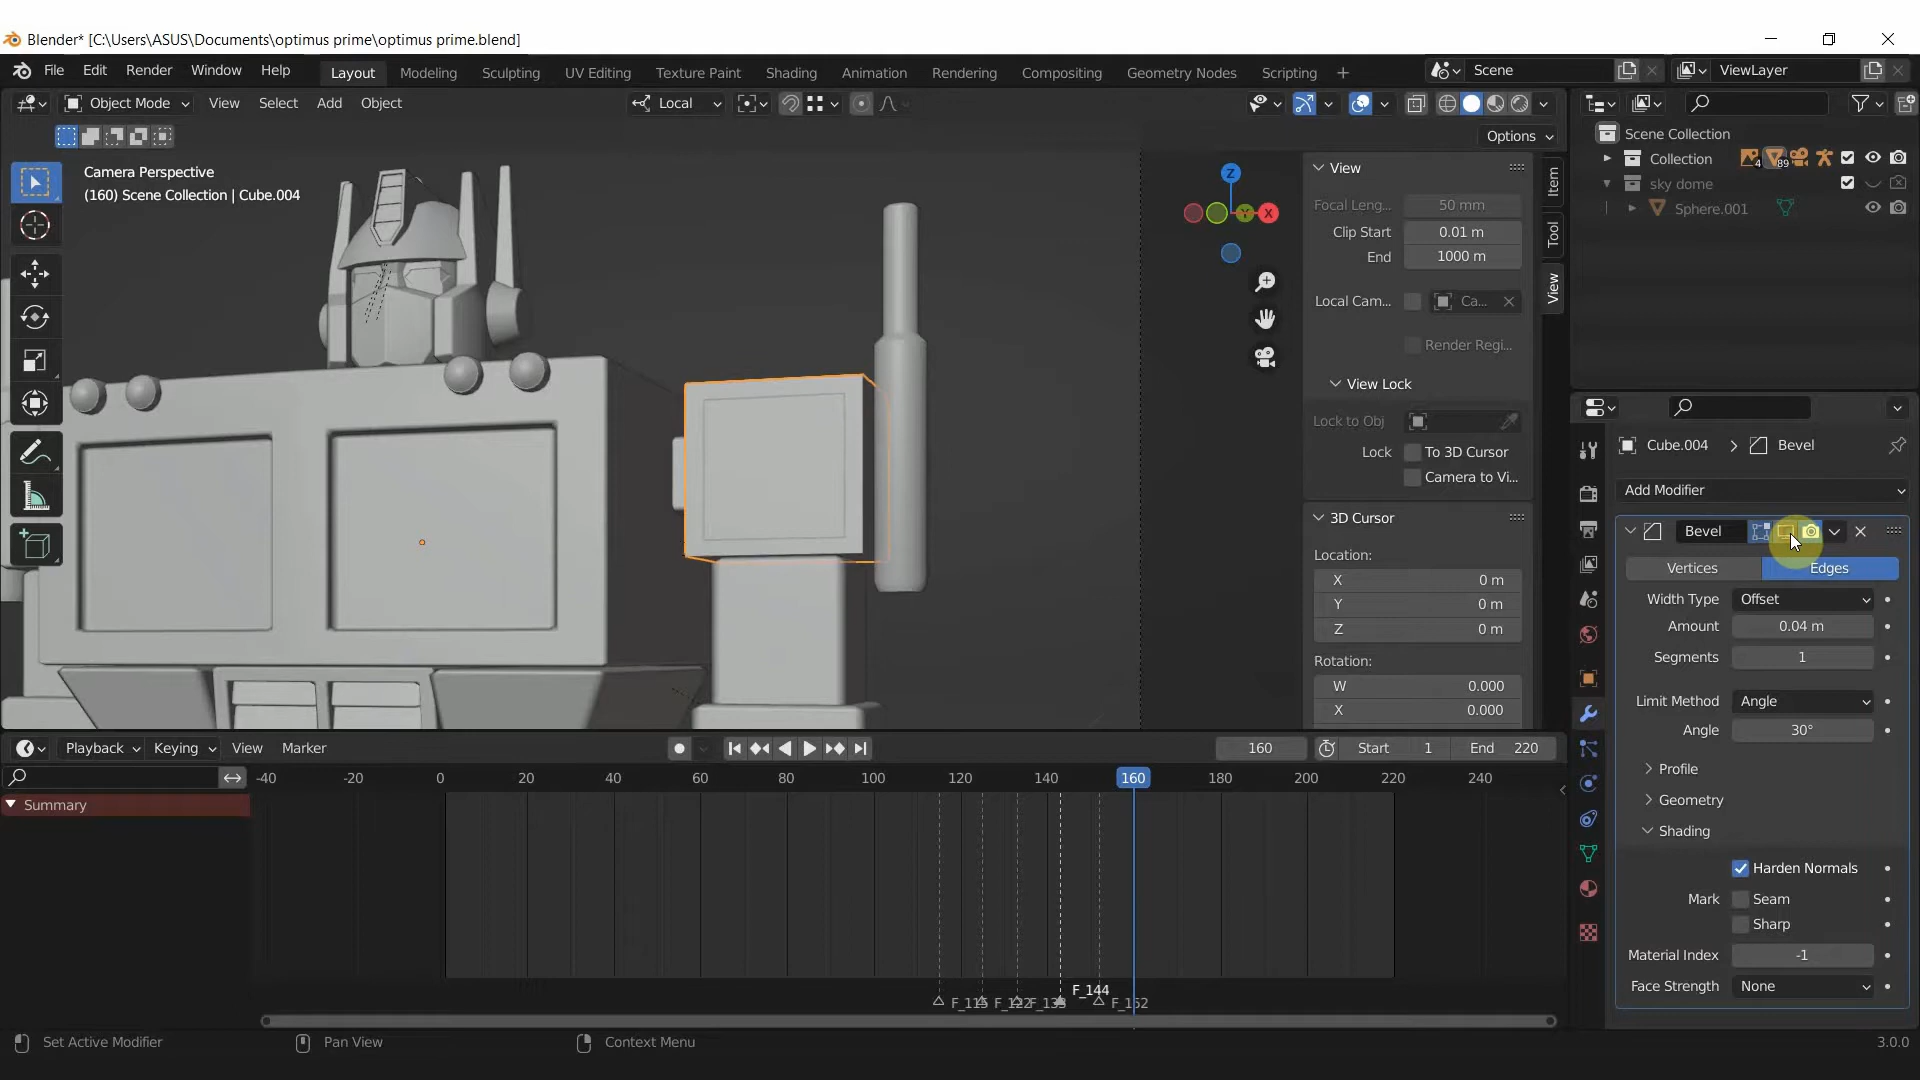 Blender* [C:\Users\ASUS\Documents\optimus prime\optimus prime.blend]
File Edit Render Window Help Layout Modeling Sculpting UV Editing Texture Paint Shading Animation Rendering Compositing Geometry Nodes Scripting + Scene ViewLayer
Object Mode View Select Add Object Local
Options
Camera Perspective
(160) Scene Collection | Cube.004
Z
X
Y
View
Focal Leng... 50 mm
Clip Start 0.01 m
End 1000 m
Local Cam... Ca...
Render Regi...
View Lock
Lock to Obj
Lock To 3D Cursor
Camera to Vi...
3D Cursor
Location:
X 0 m
Y 0 m
Z 0 m
Rotation:
W 0.000
X 0.000
Item
Tool
View
Scene Collection
Collection 4 89
sky dome
Sphere.001
Cube.004 Bevel
Add Modifier
Bevel
Vertices Edges
Width Type Offset
Amount 0.04 m
Segments 1
Limit Method Angle
Angle 30°
Profile
Geometry
Shading
Harden Normals
Mark Seam
Sharp
Material Index -1
Face Strength None
Playback Keying View Marker 160 Start 1 End 220
-40 -20 0 20 40 60 80 100 120 140 160 180 200 220 240
Summary
F_144
F_115 F_122 F_133 F_152
Set Active Modifier Pan View Context Menu 3.0.0